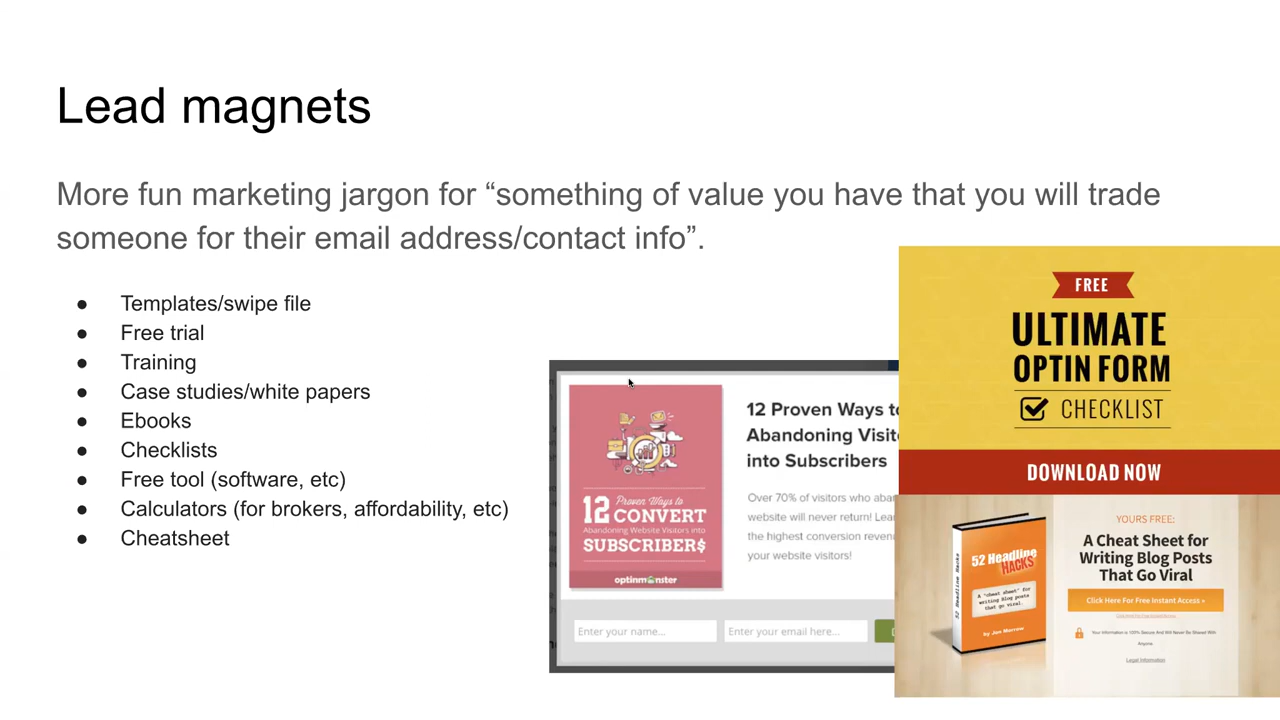 Lead magnets
More fun marketing jargon for “something of value you have that you will trade
someone for their email address/contact info”.
● Templates/swipe file
● Free trial
● Training
● Case studies/white papers
● Ebooks
● Checklists
● Free tool (software, etc)
● Calculators (for brokers, affordability, etc)
● Cheatsheet
12 Proven Ways to
CONVERT
Abandoning Website Visitors into
SUBSCRIBER$
optinmonster
12 Proven Ways to
Abandoning Visit
into Subscribers
Over 70% of visitors who aba
website will never return! Lea
the highest conversion reven
your website visitors!
Enter your name...
Enter your email here...
FREE
ULTIMATE
OPTIN FORM
CHECKLIST
DOWNLOAD NOW
52 Headline
HACKS
A "cheat sheet" for
writing blog posts
that go viral.
by Jon Morrow
52 Headline HACKS
YOURS FREE:
A Cheat Sheet for
Writing Blog Posts
That Go Viral
Click Here For Free Instant Access »
Your Information is 100% Secure And Will Never Be Shared With
Anyone
Legal Information